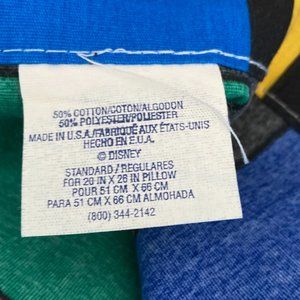 50% COTTON/COTON/ALGODON
50% POLYESTER/POLIESTER
MADE IN U.S.A./FABRIQUÉ AUX ÉTATS-UNIS
HECHO EN E.U.A.
© DISNEY
STANDARD / REGULARES
FOR 20 IN X 26 IN PILLOW
POUR 51 CM X 66 CM
PARA 51 CM X 66 CM ALMOHADA
(800) 344-2142